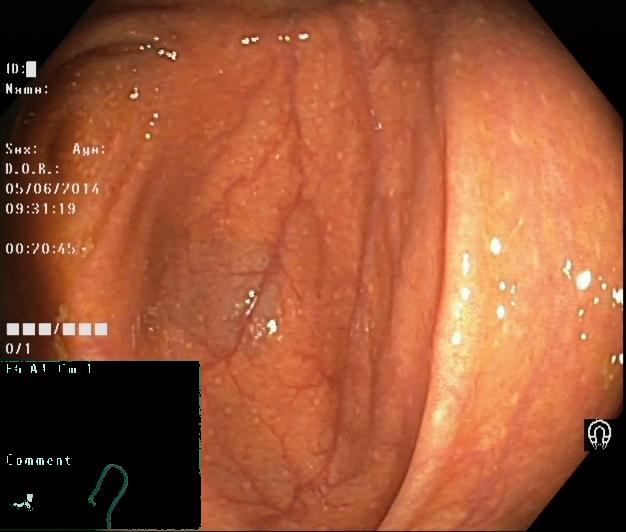 ID:
Name:
Sex: Age:
D.O.R.:
05/06/2014
09:31:19
00:20:45
/
0/1
Comment